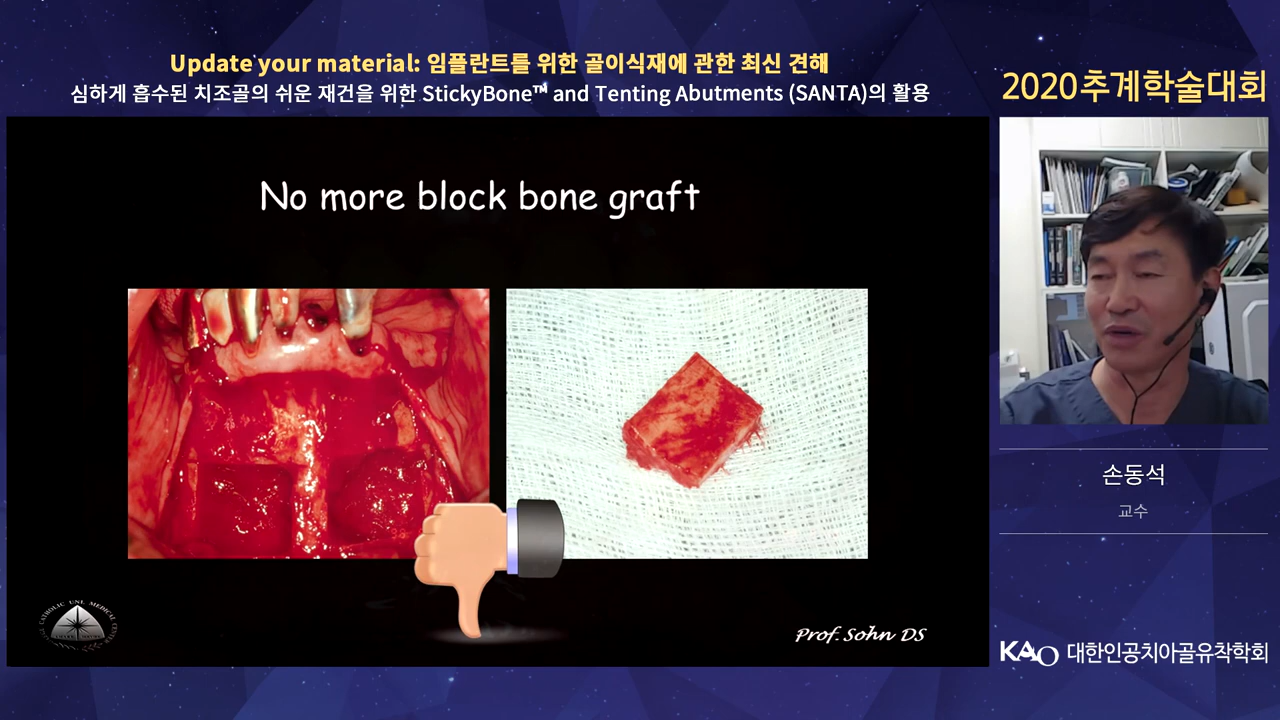 Update your material: 임플란트를 위한 골이식재에 관한 최신 견해
심하게 흡수된 치조골의 쉬운 재건을 위한 StickyBone™ and Tenting Abutments (SANTA)의 활용
2020추계학술대회
No more block bone graft
손동석
교수
Prof. Sohn DS
KAO 대한인공치아골유착학회